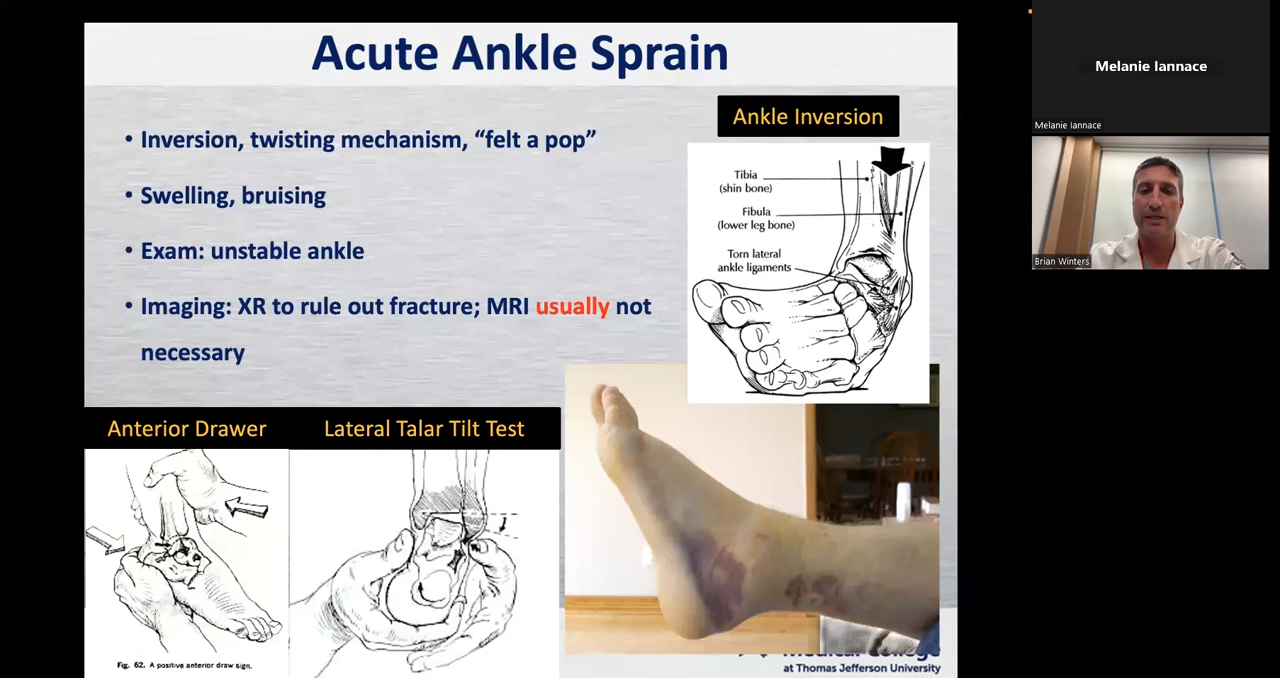 Acute Ankle Sprain
• Inversion, twisting mechanism, “felt a pop”
• Swelling, bruising
• Exam: unstable ankle
• Imaging: XR to rule out fracture; MRI usually not
necessary
Ankle Inversion
Tibia
(shin bone)
Fibula
(lower leg bone)
Torn lateral
ankle ligaments
Anterior Drawer
Lateral Talar Tilt Test
Fig. 62. A positive anterior draw sign.
Medical College
at Thomas Jefferson University
Melanie Iannace
Melanie Iannace
Brian Winters